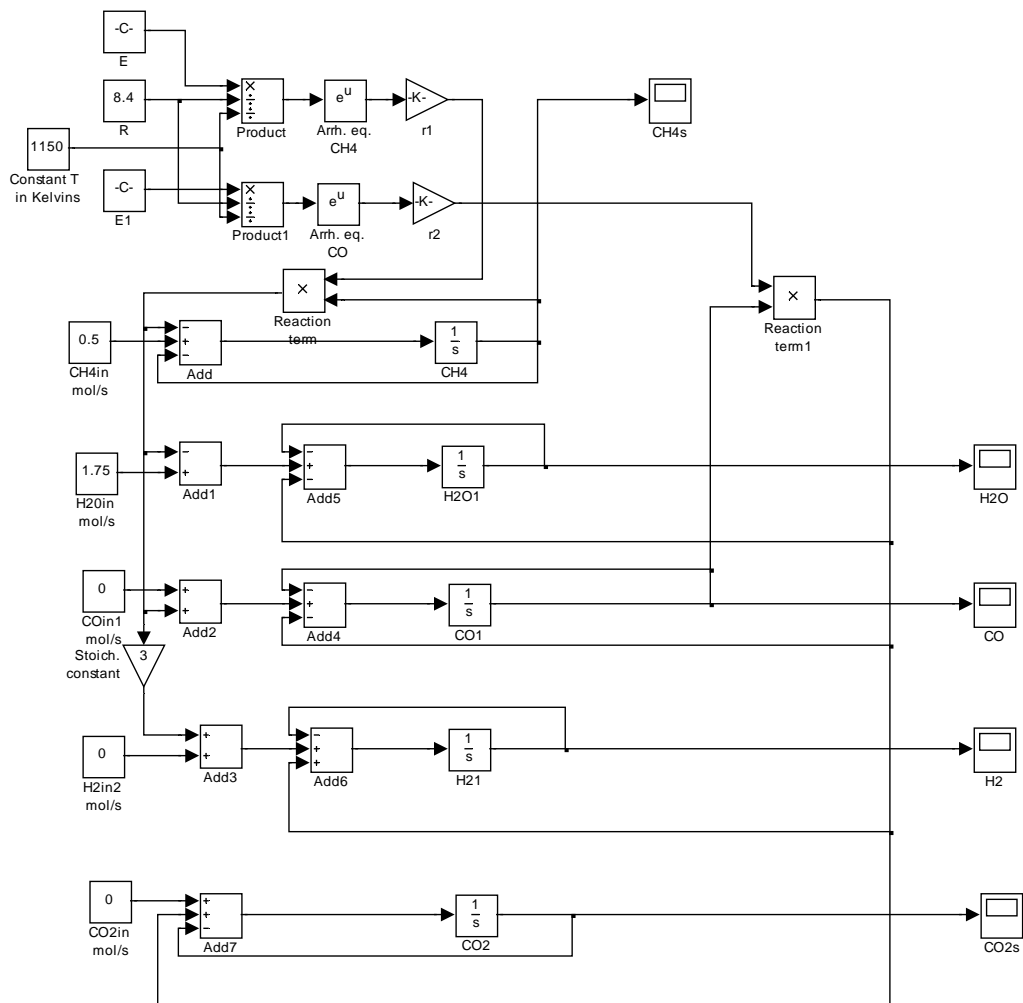 -C-
E
8.4
R
1150
Constant T
in Kelvins
-C-
E1
×
÷
÷
Product
e^u
Arrh. eq.
CH4
-K-
r1
×
÷
÷
Product1
e^u
Arrh. eq.
CO
-K-
r2
CH4s
×
Reaction
term
×
Reaction
term1
0.5
CH4in
mol/s
−
+
−
Add
1
s
CH4
1.75
H20in
mol/s
−
+
Add1
−
+
−
Add5
1
s
H2O1
H2O
0
COin1
mol/s
+
+
Add2
−
+
−
Add4
1
s
CO1
CO
3
Stoich.
constant
0
H2in2
mol/s
+
+
Add3
−
+
+
Add6
1
s
H21
H2
0
CO2in
mol/s
+
+
−
Add7
1
s
CO2
CO2s